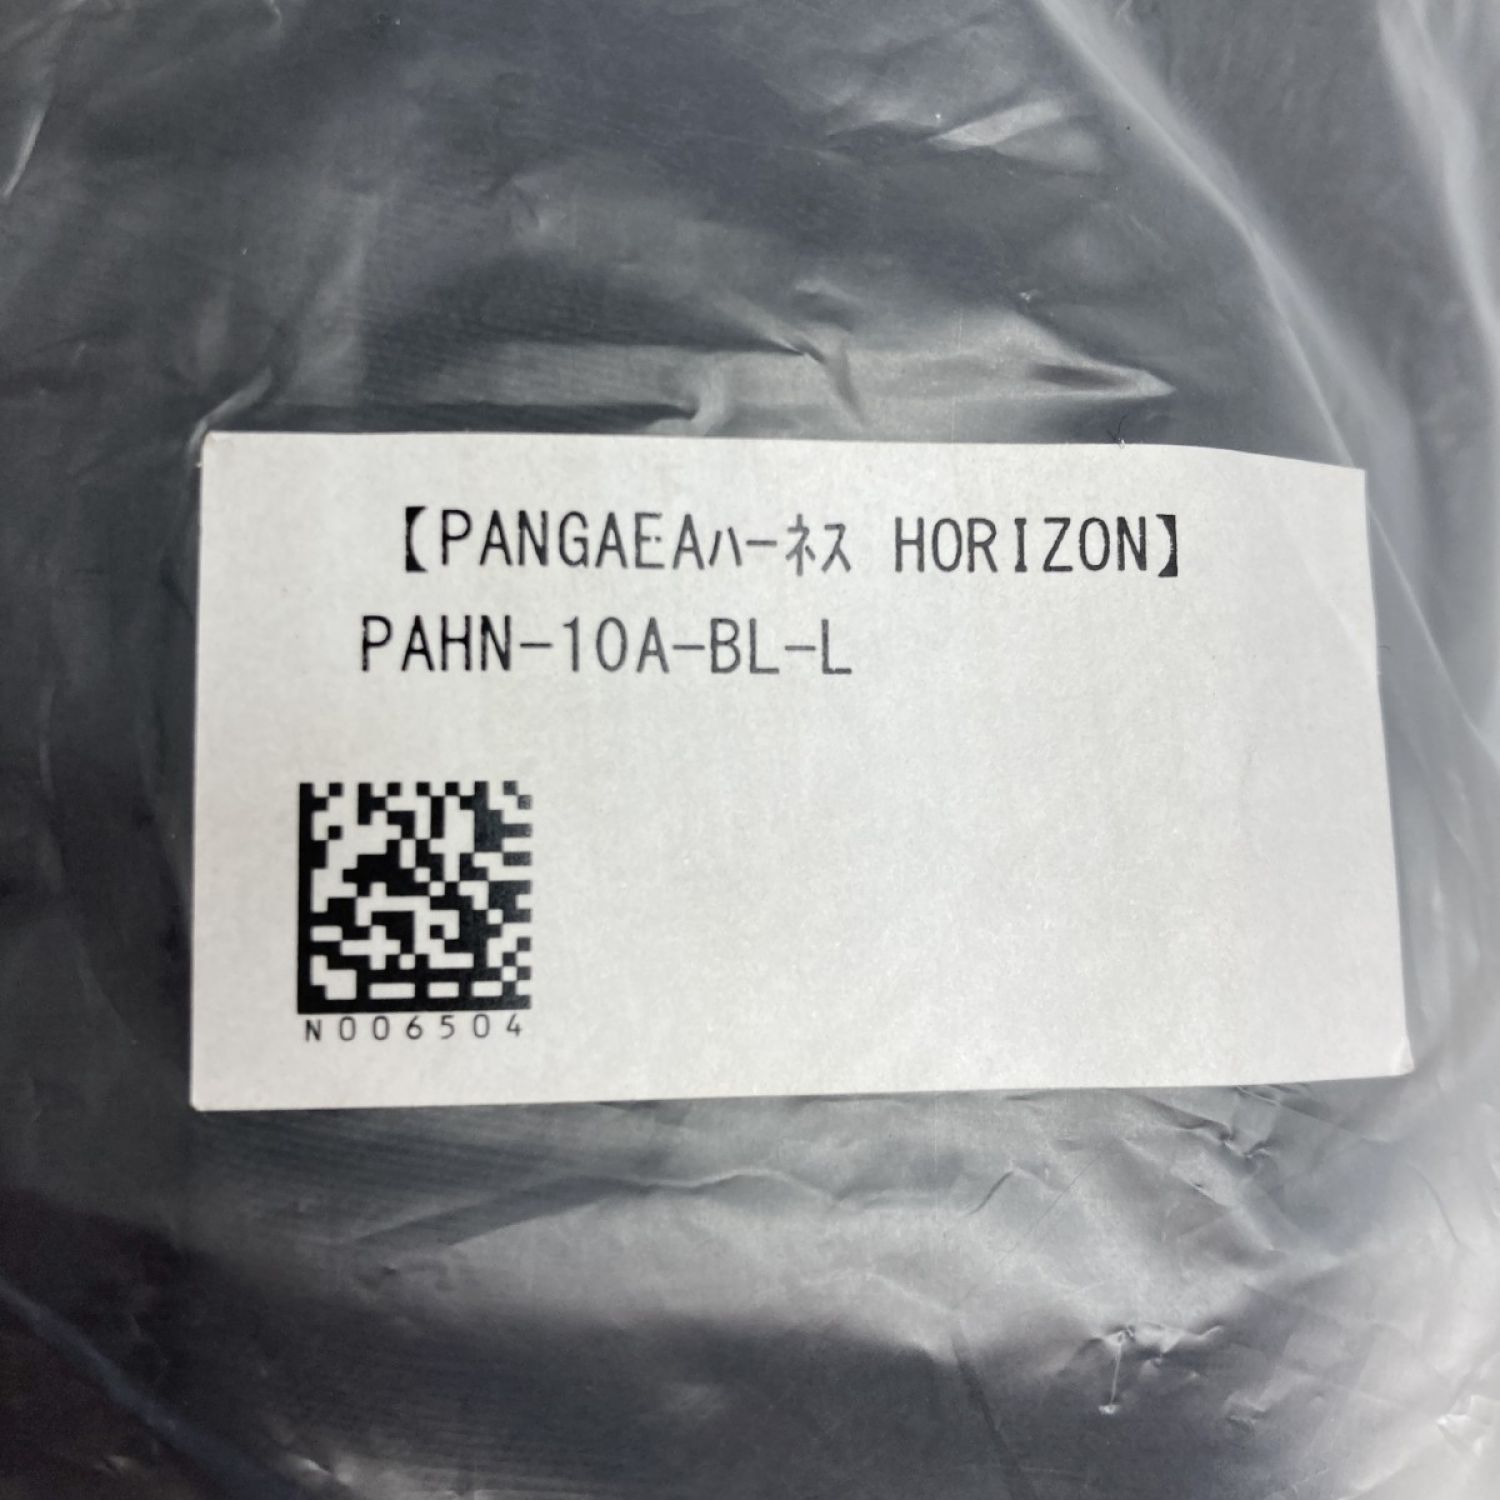 【PANGAEAﾊｰﾈｽ HORIZON】
PAHN-10A-BL-L
N006504